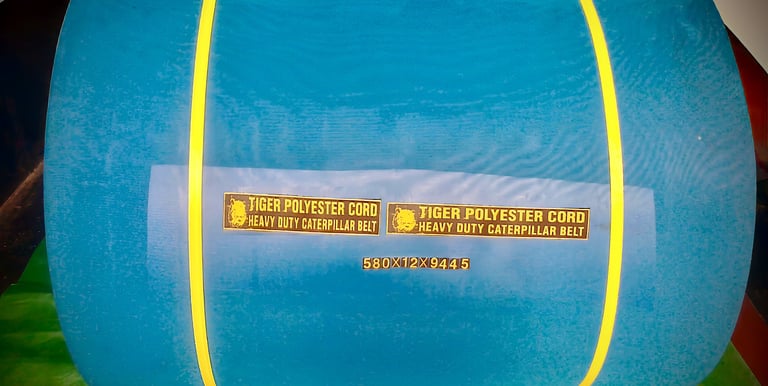 TIGER POLYESTER CORD
HEAVY DUTY CATERPILLAR BELT
TIGER POLYESTER CORD
HEAVY DUTY CATERPILLAR BELT
580X12X9445